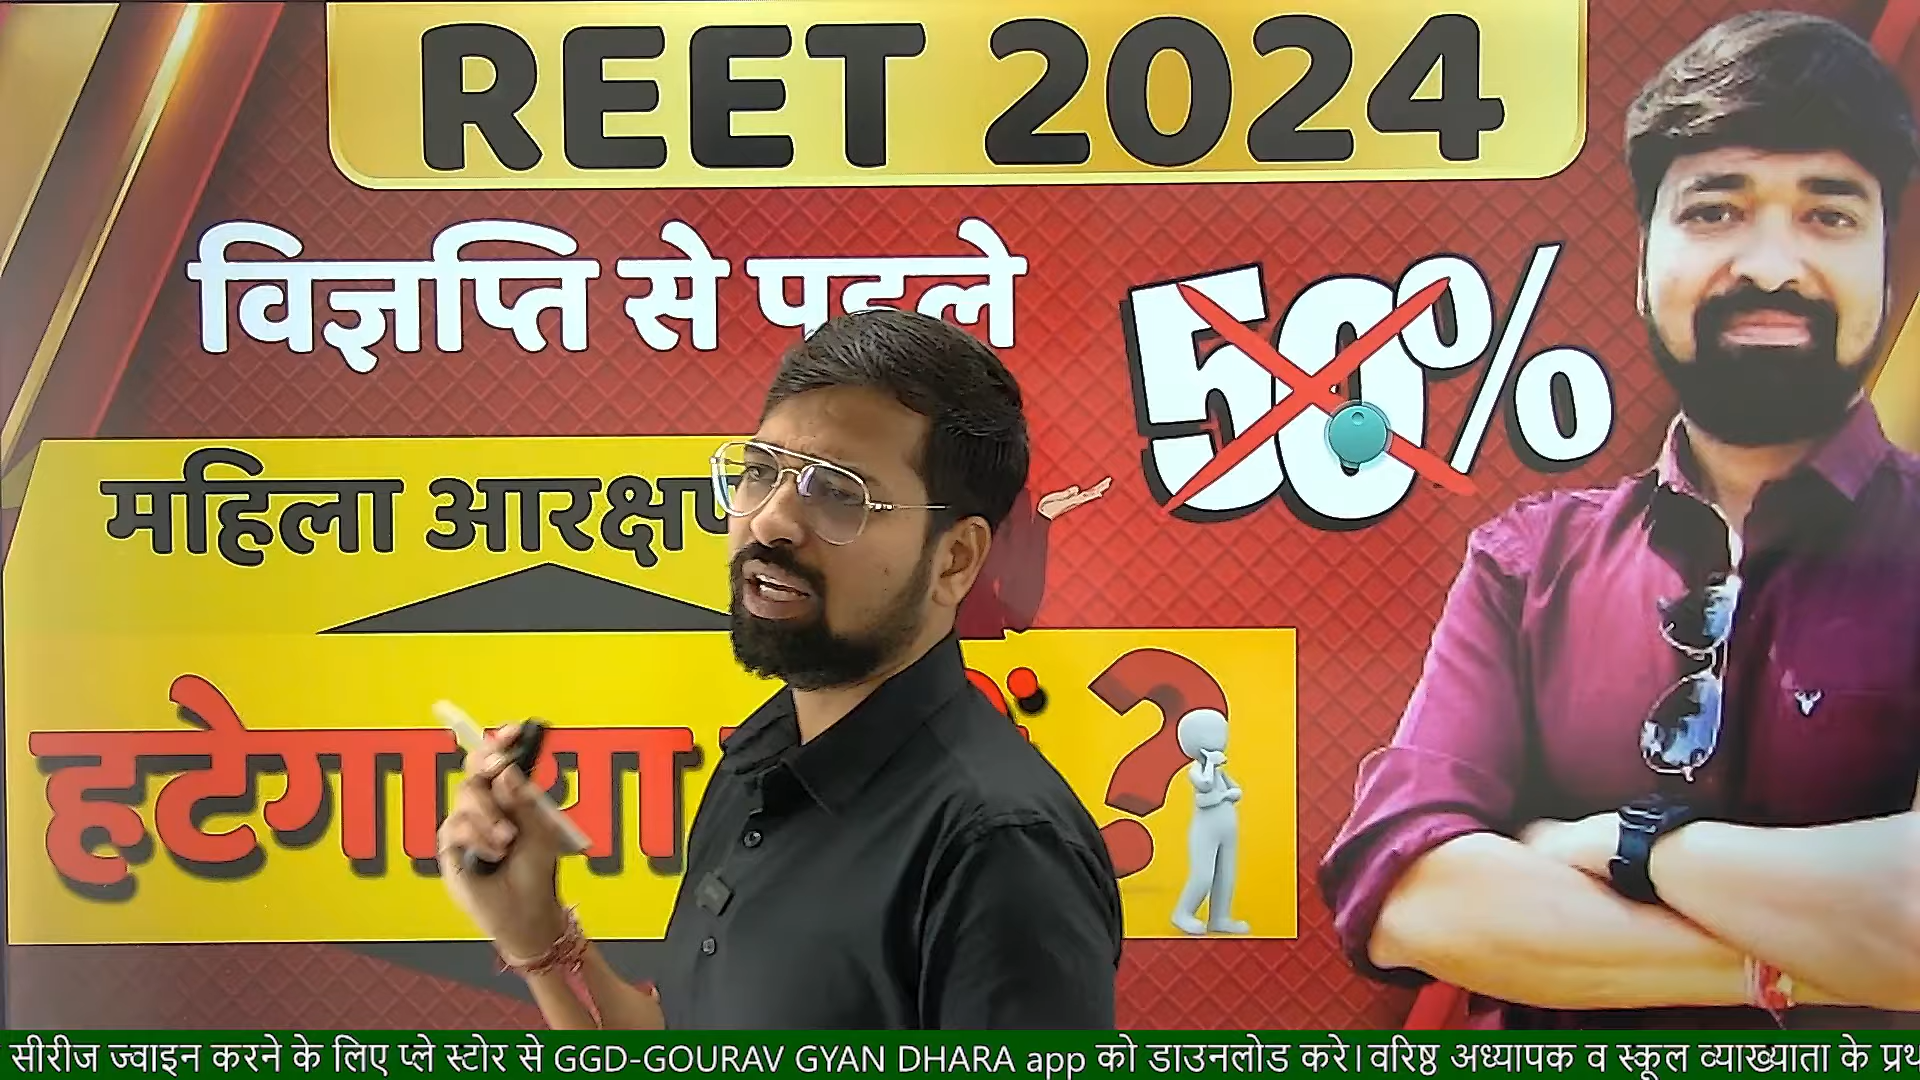 REET 2024
विज्ञप्ति से पहले
50%
महिला आरक्षण
हटेगा या
?
सीरीज ज्वाइन करने के लिए प्ले स्टोर से GGD-GOURAV GYAN DHARA app को डाउनलोड करे। वरिष्ठ अध्यापक व स्कूल व्याख्याता के